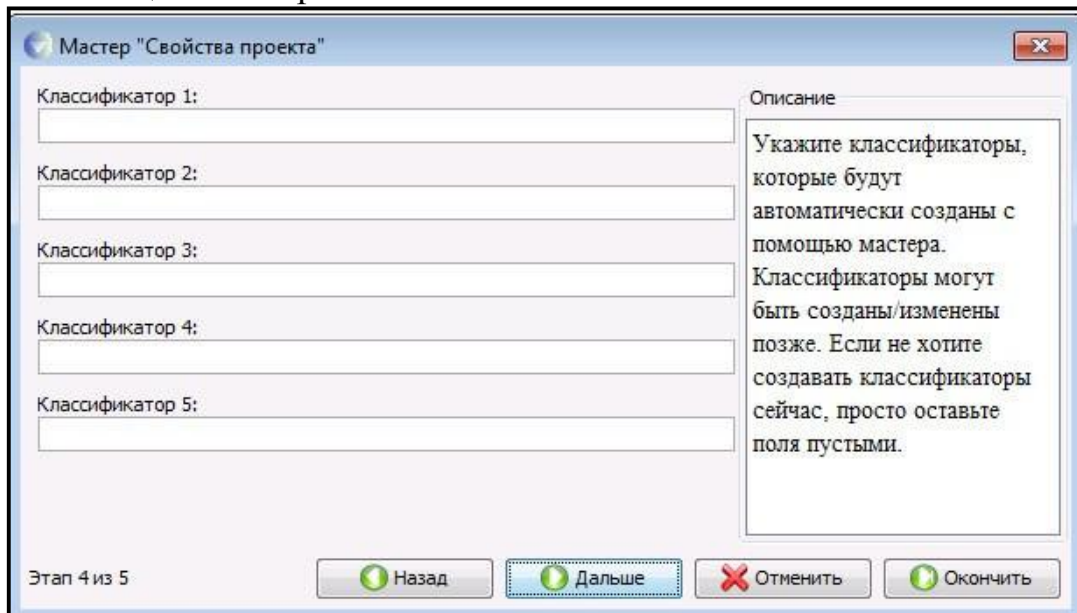 Мастер "Свойства проекта"
Классификатор 1:
Классификатор 2:
Классификатор 3:
Классификатор 4:
Классификатор 5:
Описание
Укажите классификаторы,
которые будут
автоматически созданы с
помощью мастера.
Классификаторы могут
быть созданы/изменены
позже. Если не хотите
создавать классификаторы
сейчас, просто оставьте
поля пустыми.
Этап 4 из 5
Назад
Дальше
Отменить
Окончить